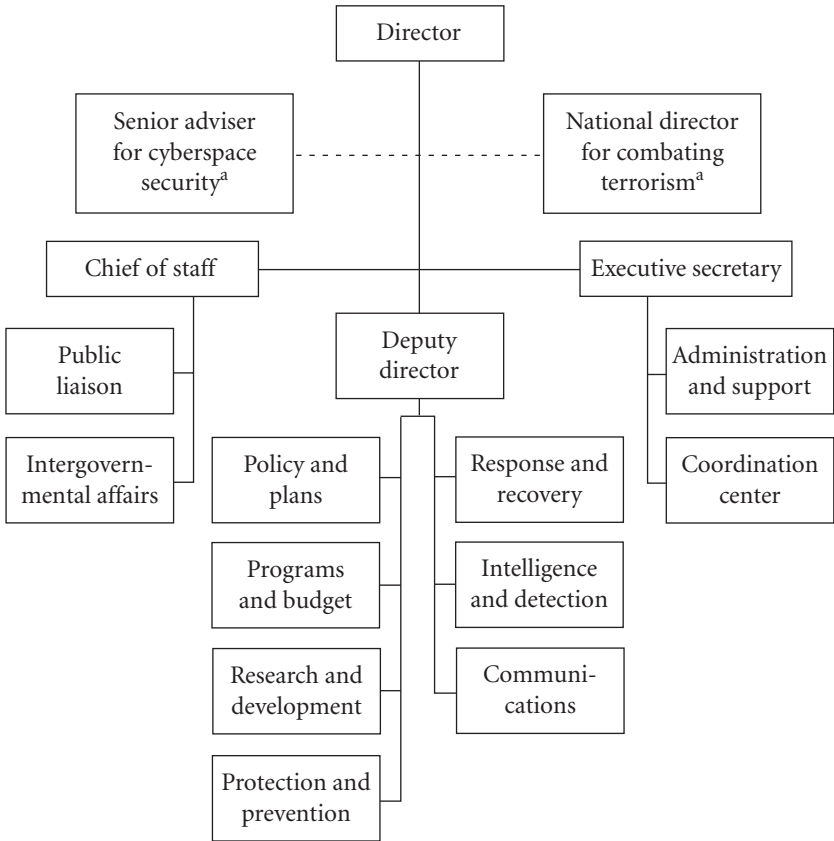 Director
Senior adviser
for cyberspace
securityᵃ
National director
for combating
terrorismᵃ
Chief of staff
Executive secretary
Public
liaison
Deputy
director
Administration
and support
Intergovern-
mental affairs
Policy and
plans
Response and
recovery
Coordination
center
Programs
and budget
Intelligence
and detection
Research and
development
Communi-
cations
Protection and
prevention